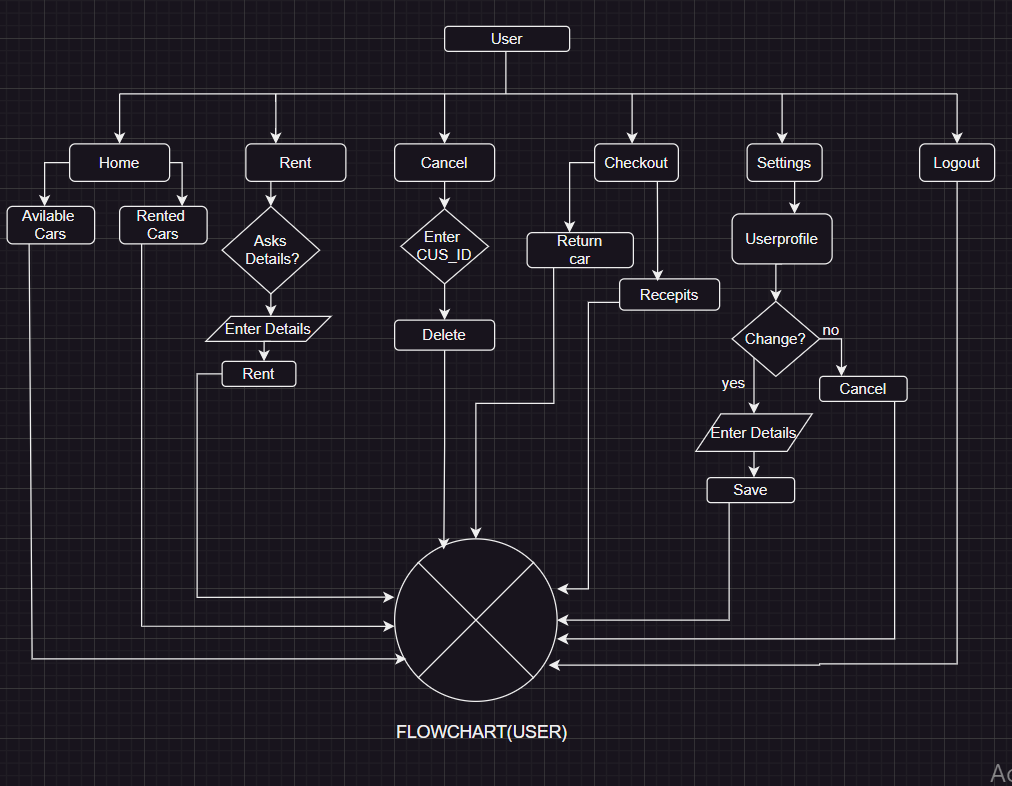 User
Home
Rent
Cancel
Checkout
Settings
Logout
Avilable
Cars
Rented
Cars
Asks
Details?
Enter
CUS_ID
Return
car
Userprofile
Recepits
Enter Details
Delete
Change?
no
Rent
yes
Cancel
Enter Details
Save
FLOWCHART(USER)